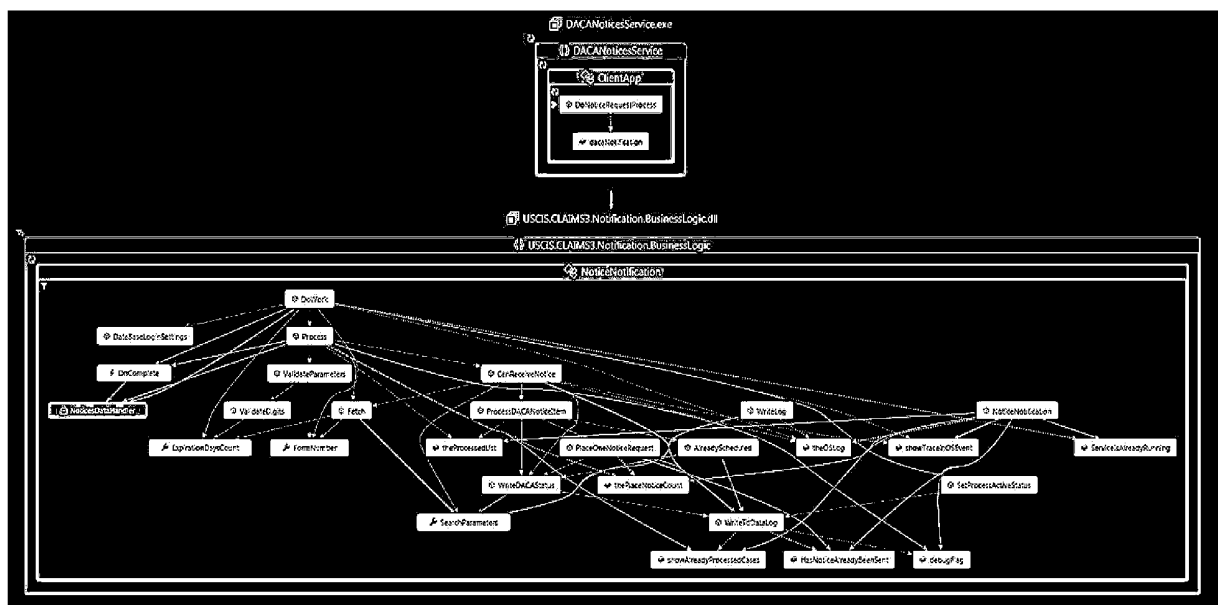 DACANoticesService.exe
DACANoticesService
ClientApp
DoNoticeRequestProcess
dacaNotification
USCIS.CLAIMS3.Notification.BusinessLogic.dll
USCIS.CLAIMS3.Notification.BusinessLogic
NoticeNotification
DoWork
DataBaseLoginSettings
Process
OnComplete
ValidateParameters
CanReceiveNotice
NoticesDataHandler
ValidateDigits
Fetch
ProcessDACANoticeItem
WriteLog
NoticeNotification
ExpirationDaysCount
FormNumber
theProcessedList
PlaceOneNoticeRequest
AlreadyScheduled
theOSLog
showTraceInOSEvent
ServiceIsAlreadyRunning
WriteDACAStatus
thePlaceNoticeCount
SetProcessActiveStatus
SearchParameters
WriteToDataLog
showAlreadyProcessedCases
HasNoticeAlreadyBeenSent
debugFlag